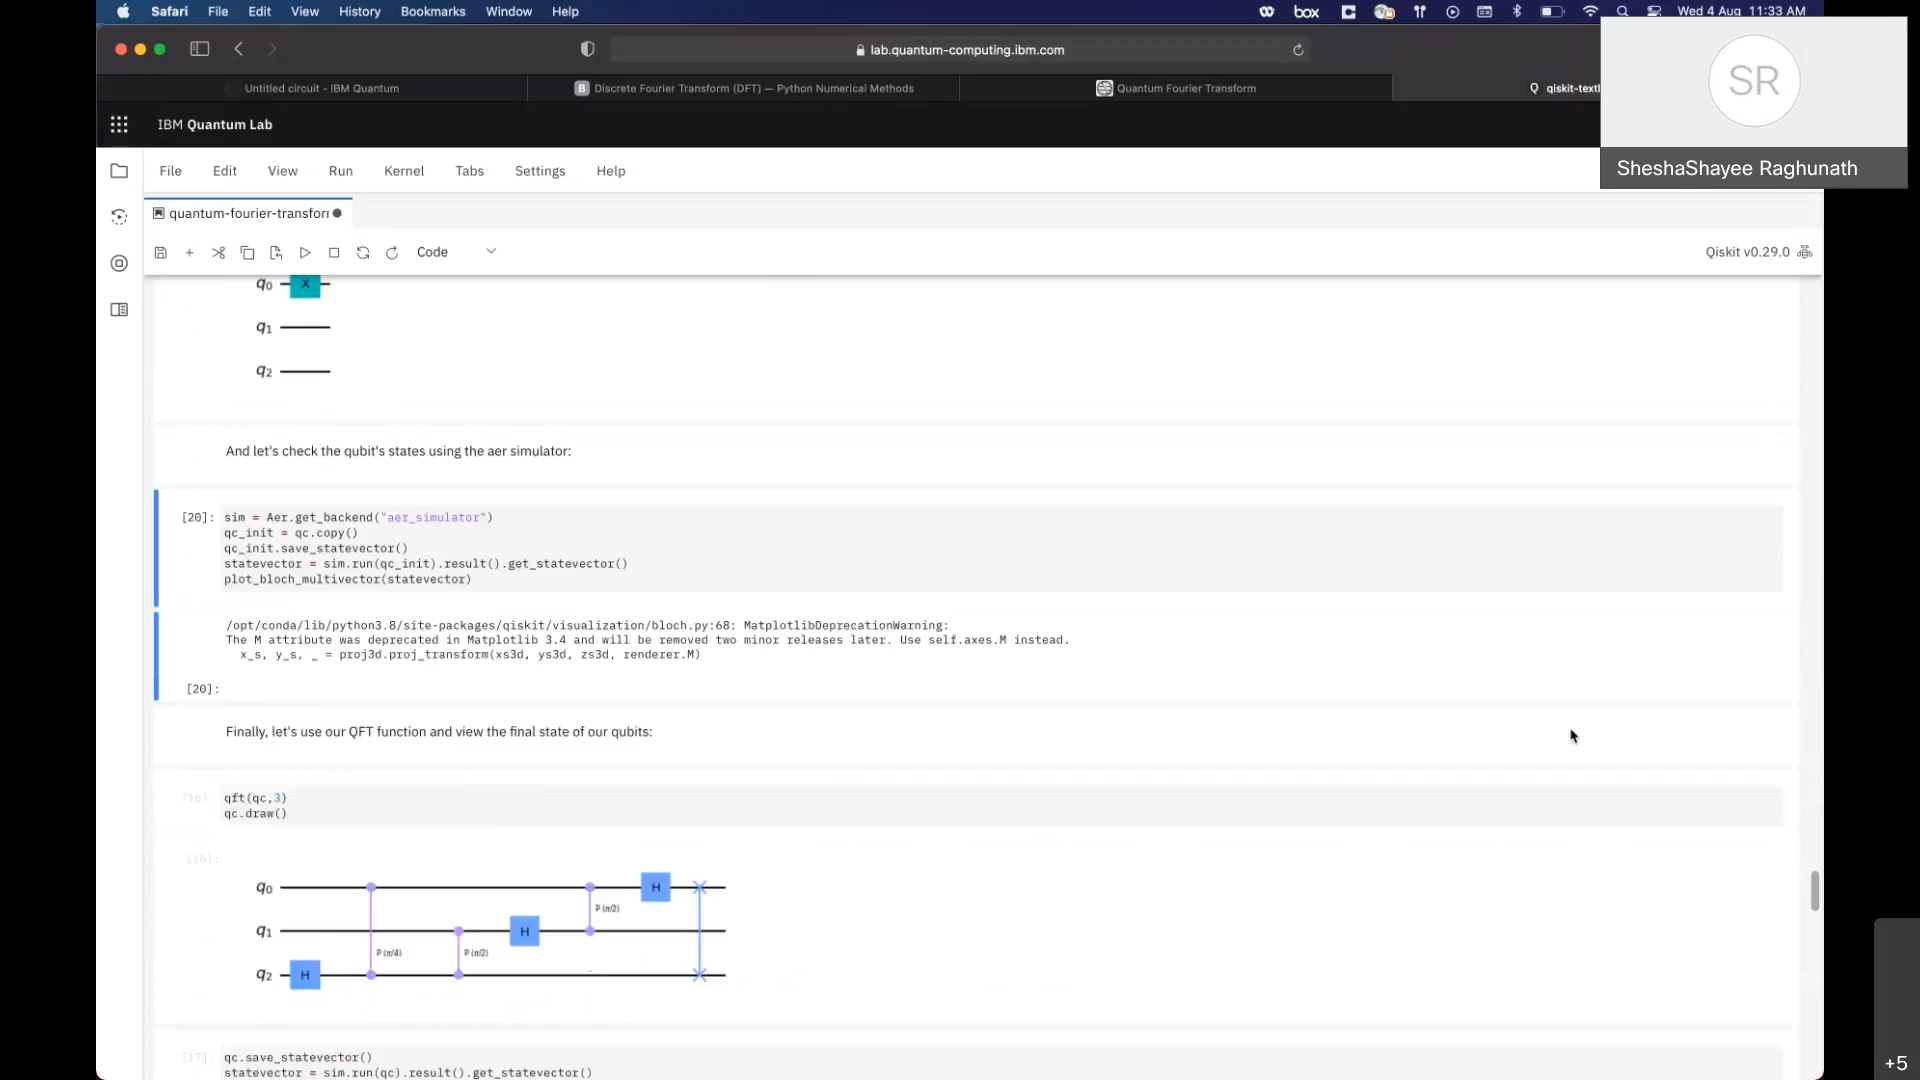 Safari File Edit View History Bookmarks Window Help
box
Wed 4 Aug 11:33 AM
lab.quantum-computing.ibm.com
Untitled circuit - IBM Quantum
B Discrete Fourier Transform (DFT) — Python Numerical Methods
Quantum Fourier Transform
qiskit-text
SR
SheshaShayee Raghunath
IBM Quantum Lab
File Edit View Run Kernel Tabs Settings Help
quantum-fourier-transfor
Code
Qiskit v0.29.0
q0 X
q1
q2
And let's check the qubit's states using the aer simulator:
[20]: sim = Aer.get_backend("aer_simulator")
qc_init = qc.copy()
qc_init.save_statevector()
statevector = sim.run(qc_init).result().get_statevector()
plot_bloch_multivector(statevector)
/opt/conda/lib/python3.8/site-packages/qiskit/visualization/bloch.py:68: MatplotlibDeprecationWarning:
The M attribute was deprecated in Matplotlib 3.4 and will be removed two minor releases later. Use self.axes.M instead.
x_s, y_s, _ = proj3d.proj_transform(xs3d, ys3d, zs3d, renderer.M)
[20]:
Finally, let's use our QFT function and view the final state of our qubits:
[16] qft(qc,3)
qc.draw()
[16]:
q0 H
P (π/2)
q1 H
P (π/4) P (π/2)
q2 H
[17] qc.save_statevector()
statevector = sim.run(qc).result().get_statevector()
+5